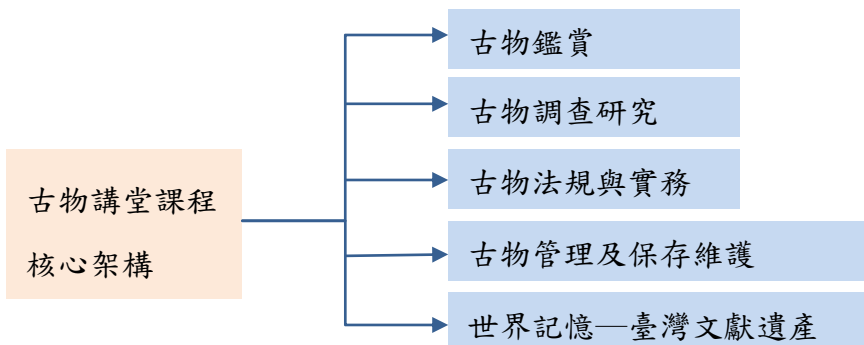 古物講堂課程
核心架構
古物鑑賞
古物調查研究
古物法規與實務
古物管理及保存維護
世界記憶—臺灣文獻遺產